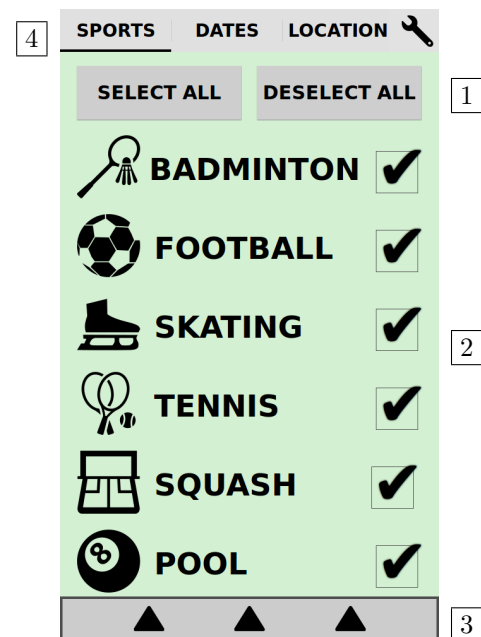 4
SPORTS DATES LOCATION
SELECT ALL DESELECT ALL
1
BADMINTON
FOOTBALL
SKATING
2
TENNIS
SQUASH
8
POOL
3